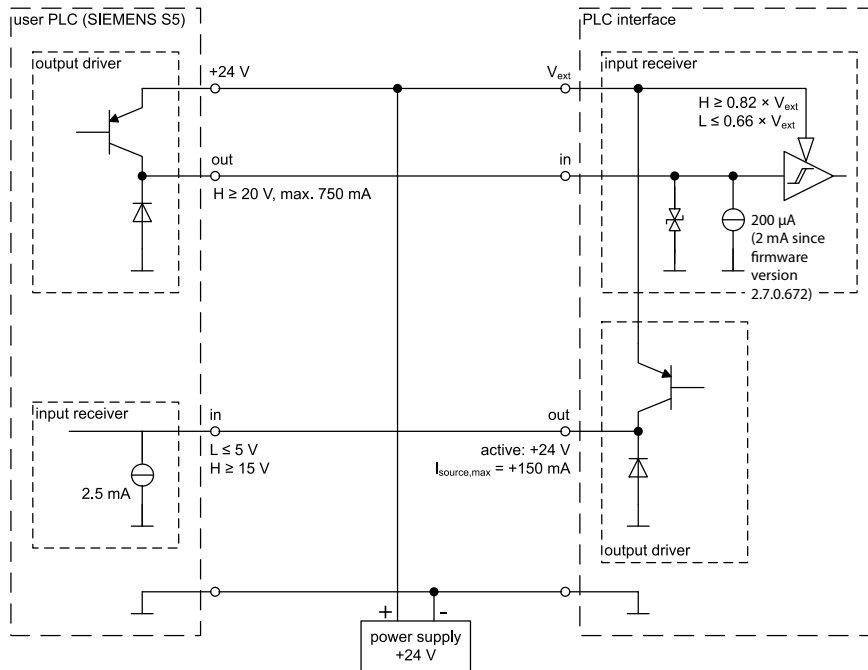 user PLC (SIEMENS S5)
output driver
+24 V
out
H ≥ 20 V, max. 750 mA
input receiver
2.5 mA
in
L ≤ 5 V
H ≥ 15 V
PLC interface
input receiver
V_ext
H ≥ 0.82 × V_ext
L ≤ 0.66 × V_ext
in
200 µA
(2 mA since
firmware
version
2.7.0.672)
out
active: +24 V
I_source,max = +150 mA
output driver
+ -
power supply
+24 V